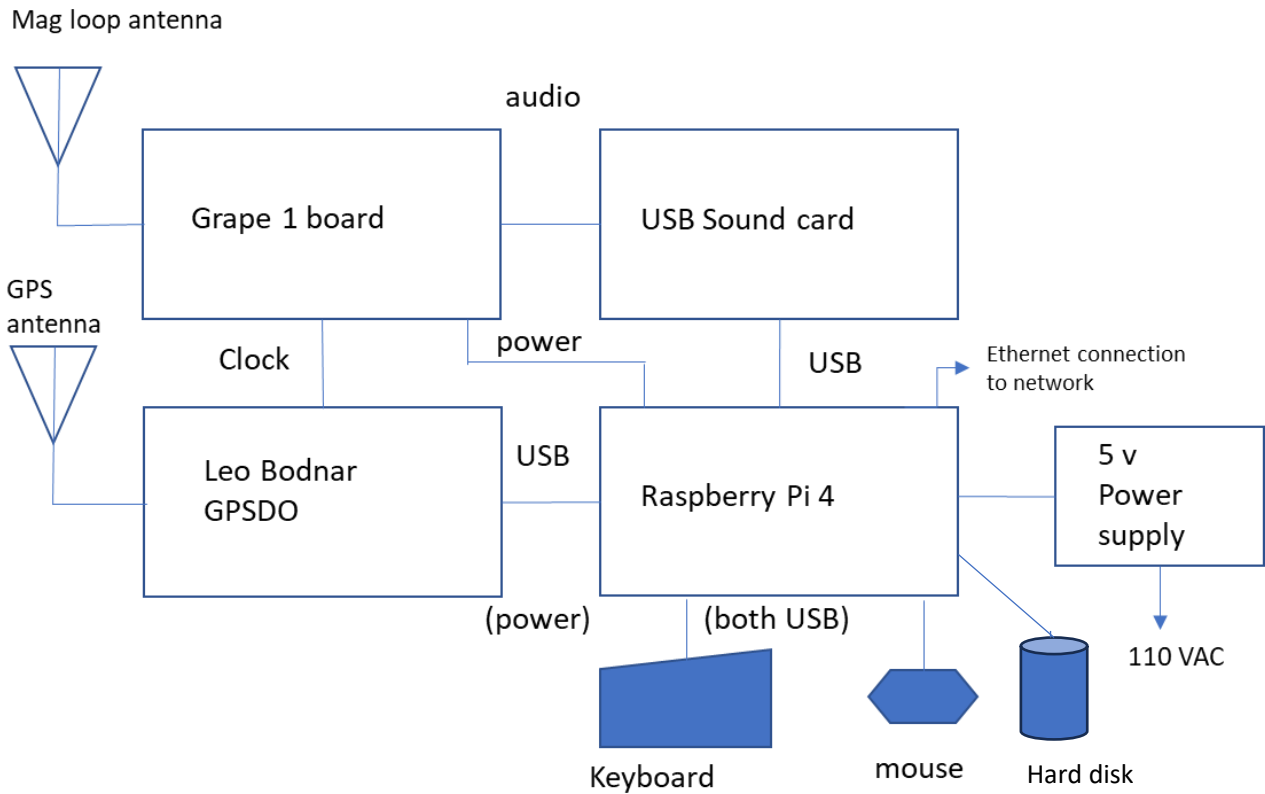 Mag loop antenna
audio
Grape 1 board
USB Sound card
GPS
antenna
Clock
power
USB
Ethernet connection
to network
Leo Bodnar
GPSDO
USB
Raspberry Pi 4
5 v
Power
supply
(power)
(both USB)
110 VAC
Keyboard
mouse
Hard disk